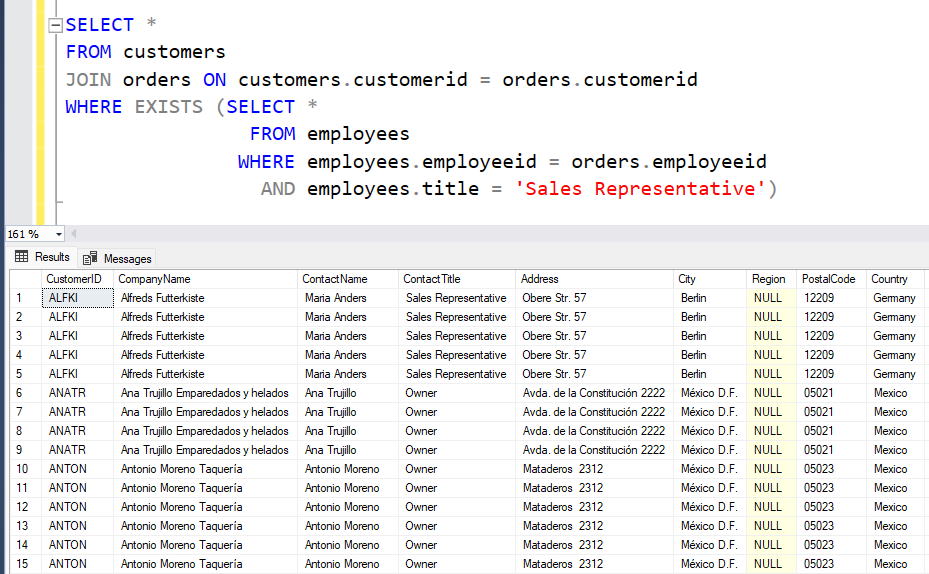 SELECT *
FROM customers
JOIN orders ON customers.customerid = orders.customerid
WHERE EXISTS (SELECT *
FROM employees
WHERE employees.employeeid = orders.employeeid
AND employees.title = 'Sales Representative')
161 %
Results Messages
CustomerID CompanyName ContactName ContactTitle Address City Region PostalCode Country
1 ALFKI Alfreds Futterkiste Maria Anders Sales Representative Obere Str. 57 Berlin NULL 12209 Germany
2 ALFKI Alfreds Futterkiste Maria Anders Sales Representative Obere Str. 57 Berlin NULL 12209 Germany
3 ALFKI Alfreds Futterkiste Maria Anders Sales Representative Obere Str. 57 Berlin NULL 12209 Germany
4 ALFKI Alfreds Futterkiste Maria Anders Sales Representative Obere Str. 57 Berlin NULL 12209 Germany
5 ALFKI Alfreds Futterkiste Maria Anders Sales Representative Obere Str. 57 Berlin NULL 12209 Germany
6 ANATR Ana Trujillo Emparedados y helados Ana Trujillo Owner Avda. de la Constitución 2222 México D.F. NULL 05021 Mexico
7 ANATR Ana Trujillo Emparedados y helados Ana Trujillo Owner Avda. de la Constitución 2222 México D.F. NULL 05021 Mexico
8 ANATR Ana Trujillo Emparedados y helados Ana Trujillo Owner Avda. de la Constitución 2222 México D.F. NULL 05021 Mexico
9 ANATR Ana Trujillo Emparedados y helados Ana Trujillo Owner Avda. de la Constitución 2222 México D.F. NULL 05021 Mexico
10 ANTON Antonio Moreno Taquería Antonio Moreno Owner Mataderos 2312 México D.F. NULL 05023 Mexico
11 ANTON Antonio Moreno Taquería Antonio Moreno Owner Mataderos 2312 México D.F. NULL 05023 Mexico
12 ANTON Antonio Moreno Taquería Antonio Moreno Owner Mataderos 2312 México D.F. NULL 05023 Mexico
13 ANTON Antonio Moreno Taquería Antonio Moreno Owner Mataderos 2312 México D.F. NULL 05023 Mexico
14 ANTON Antonio Moreno Taquería Antonio Moreno Owner Mataderos 2312 México D.F. NULL 05023 Mexico
15 ANTON Antonio Moreno Taquería Antonio Moreno Owner Mataderos 2312 México D.F. NULL 05023 Mexico